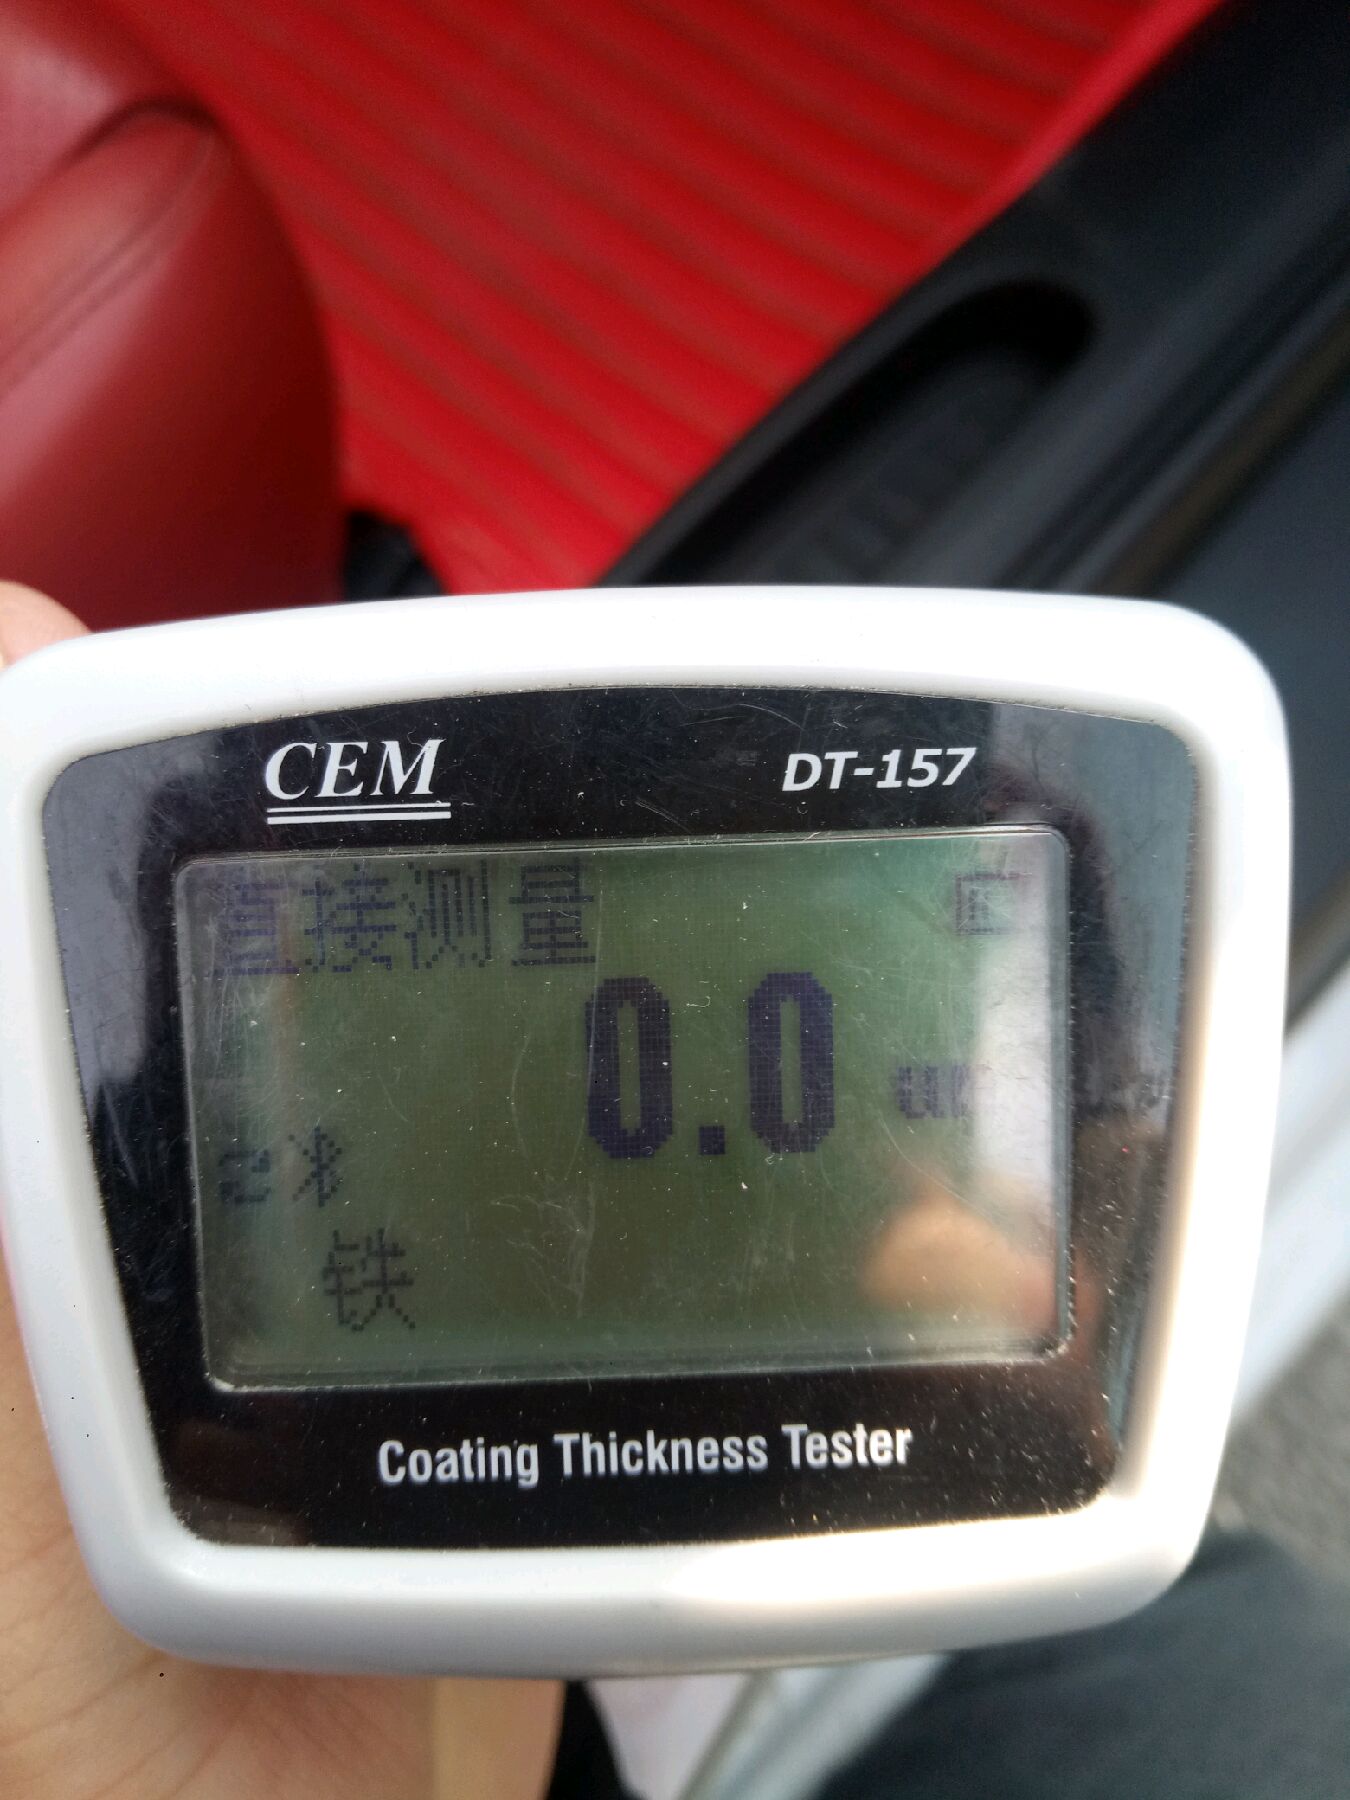 CEM
DT-157
直接测量
0.0
铁
Coating Thickness Tester